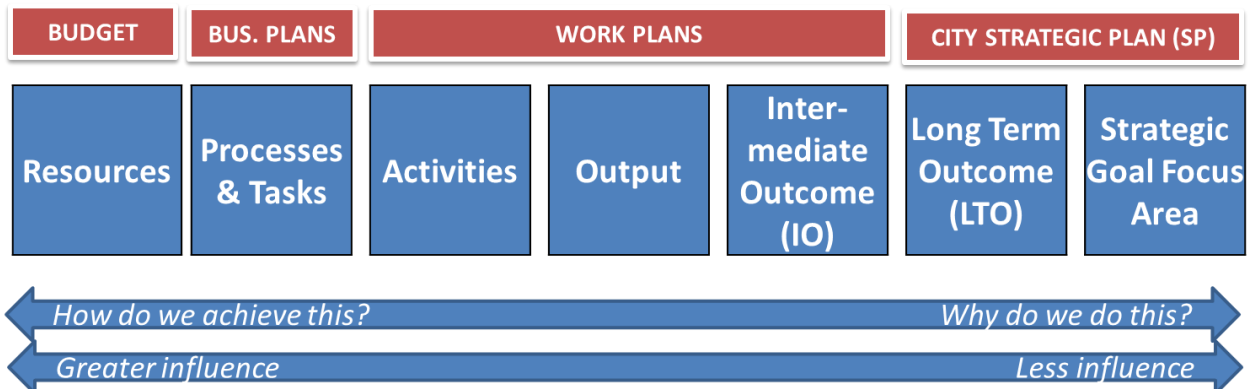 BUDGET
BUS. PLANS
WORK PLANS
CITY STRATEGIC PLAN (SP)
Resources
Processes
& Tasks
Activities
Output
Inter-
mediate
Outcome
(IO)
Long Term
Outcome
(LTO)
Strategic
Goal Focus
Area
How do we achieve this?
Why do we do this?
Greater influence
Less influence